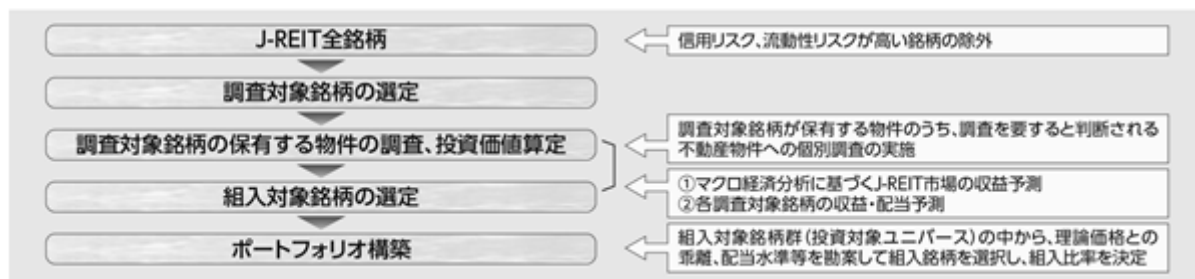 J-REIT全銘柄
信用リスク、流動性リスクが高い銘柄の除外
調査対象銘柄の選定
調査対象銘柄の保有する物件の調査、投資価値算定
調査対象銘柄が保有する物件のうち、調査を要すると判断される
不動産物件への個別調査の実施
組入対象銘柄の選定
①マクロ経済分析に基づくJ-REIT市場の収益予測
②各調査対象銘柄の収益・配当予測
ポートフォリオ構築
組入対象銘柄群（投資対象ユニバース）の中から、理論価格との
乖離、配当水準等を勘案して組入銘柄を選択し、組入比率を決定